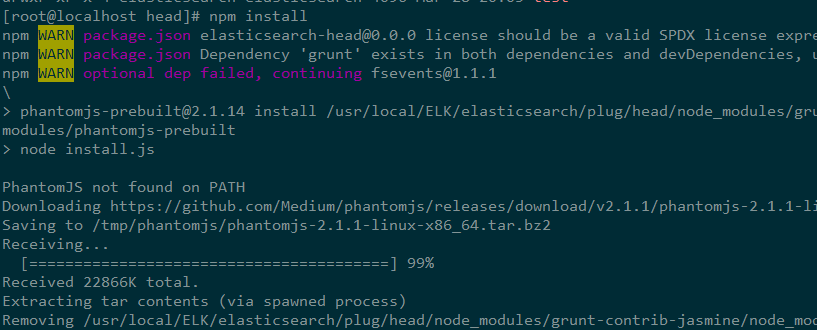 [root@localhost head]# npm install
npm WARN package.json elasticsearch-head@0.0.0 license should be a valid SPDX license expre
npm WARN package.json Dependency 'grunt' exists in both dependencies and devDependencies, u
npm WARN optional dep failed, continuing fsevents@1.1.1
\
> phantomjs-prebuilt@2.1.14 install /usr/local/ELK/elasticsearch/plug/head/node_modules/gru
modules/phantomjs-prebuilt
> node install.js
PhantomJS not found on PATH
Downloading https://github.com/Medium/phantomjs/releases/download/v2.1.1/phantomjs-2.1.1-li
Saving to /tmp/phantomjs/phantomjs-2.1.1-linux-x86_64.tar.bz2
Receiving...
[========================================] 99%
Received 22866K total.
Extracting tar contents (via spawned process)
Removing /usr/local/ELK/elasticsearch/plug/head/node_modules/grunt-contrib-jasmine/node_mod